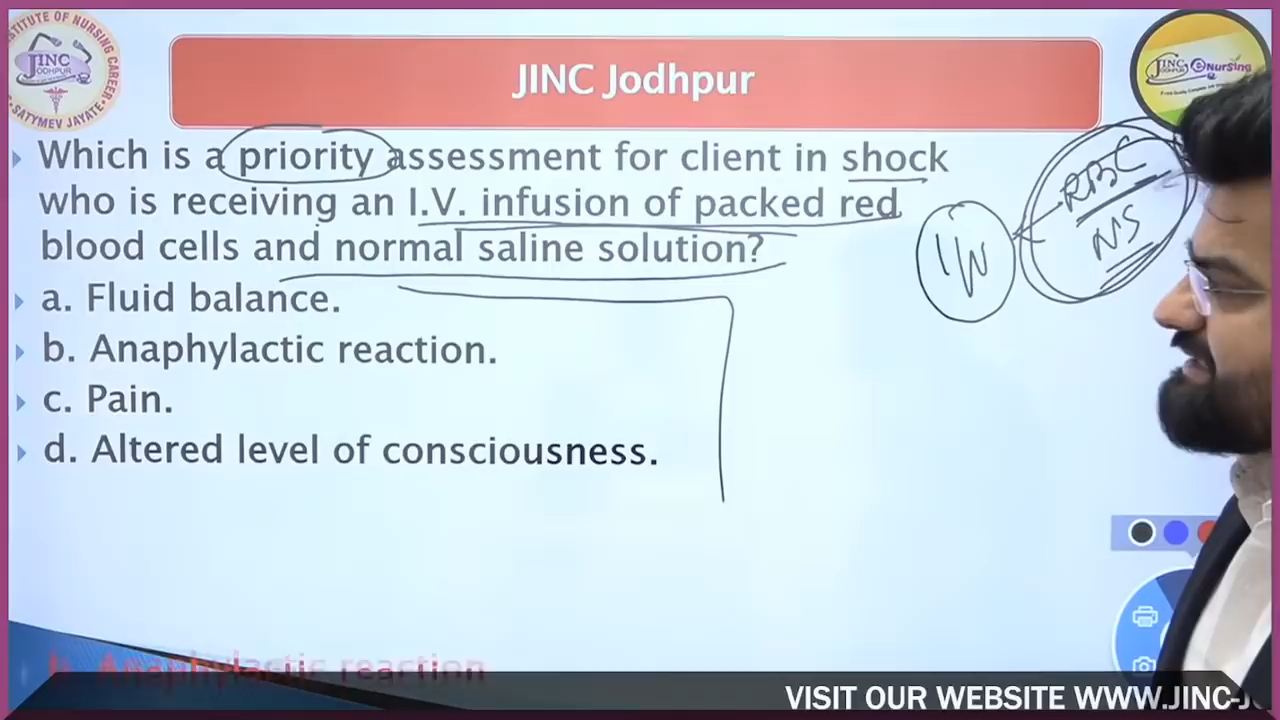 INSTITUTE OF NURSING CAREER
JINC
JODHPUR
SATYMEV JAYATE
JINC Jodhpur
JINC
JODHPUR
eNursing
Which is a priority assessment for client in shock
who is receiving an I.V. infusion of packed red
blood cells and normal saline solution?
a. Fluid balance.
b. Anaphylactic reaction.
c. Pain.
d. Altered level of consciousness.
RBC
NS
I/V
b. Anaphylactic reaction
VISIT OUR WEBSITE WWW.JINC-JO